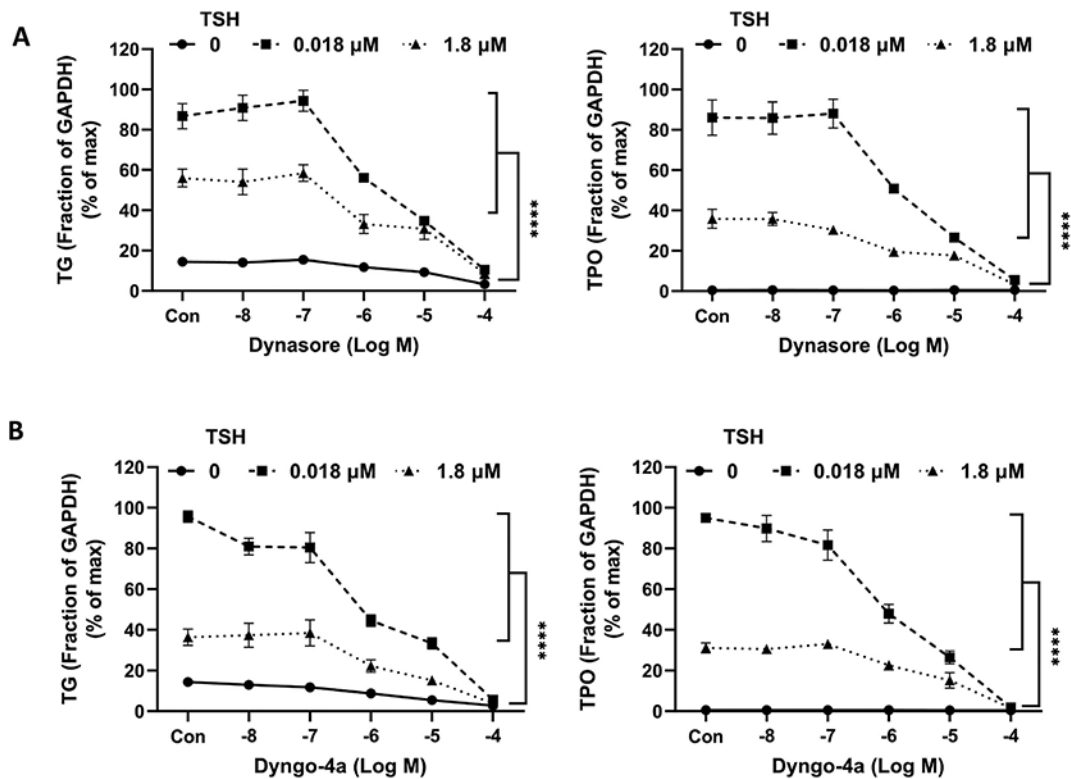 A
TSH
0 0.018 µM 1.8 µM
TG (Fraction of GAPDH)
(% of max)
120
100
80
60
40
20
0
Con -8 -7 -6 -5 -4
Dynasore (Log M)
****
TSH
0 0.018 µM 1.8 µM
TPO (Fraction of GAPDH)
(% of max)
120
100
80
60
40
20
0
Con -8 -7 -6 -5 -4
Dynasore (Log M)
****
B
TSH
0 0.018 µM 1.8 µM
TG (Fraction of GAPDH)
(% of max)
120
100
80
60
40
20
0
Con -8 -7 -6 -5 -4
Dyngo-4a (Log M)
****
TSH
0 0.018 µM 1.8 µM
TPO (Fraction of GAPDH)
(% of max)
120
100
80
60
40
20
0
Con -8 -7 -6 -5 -4
Dyngo-4a (Log M)
****